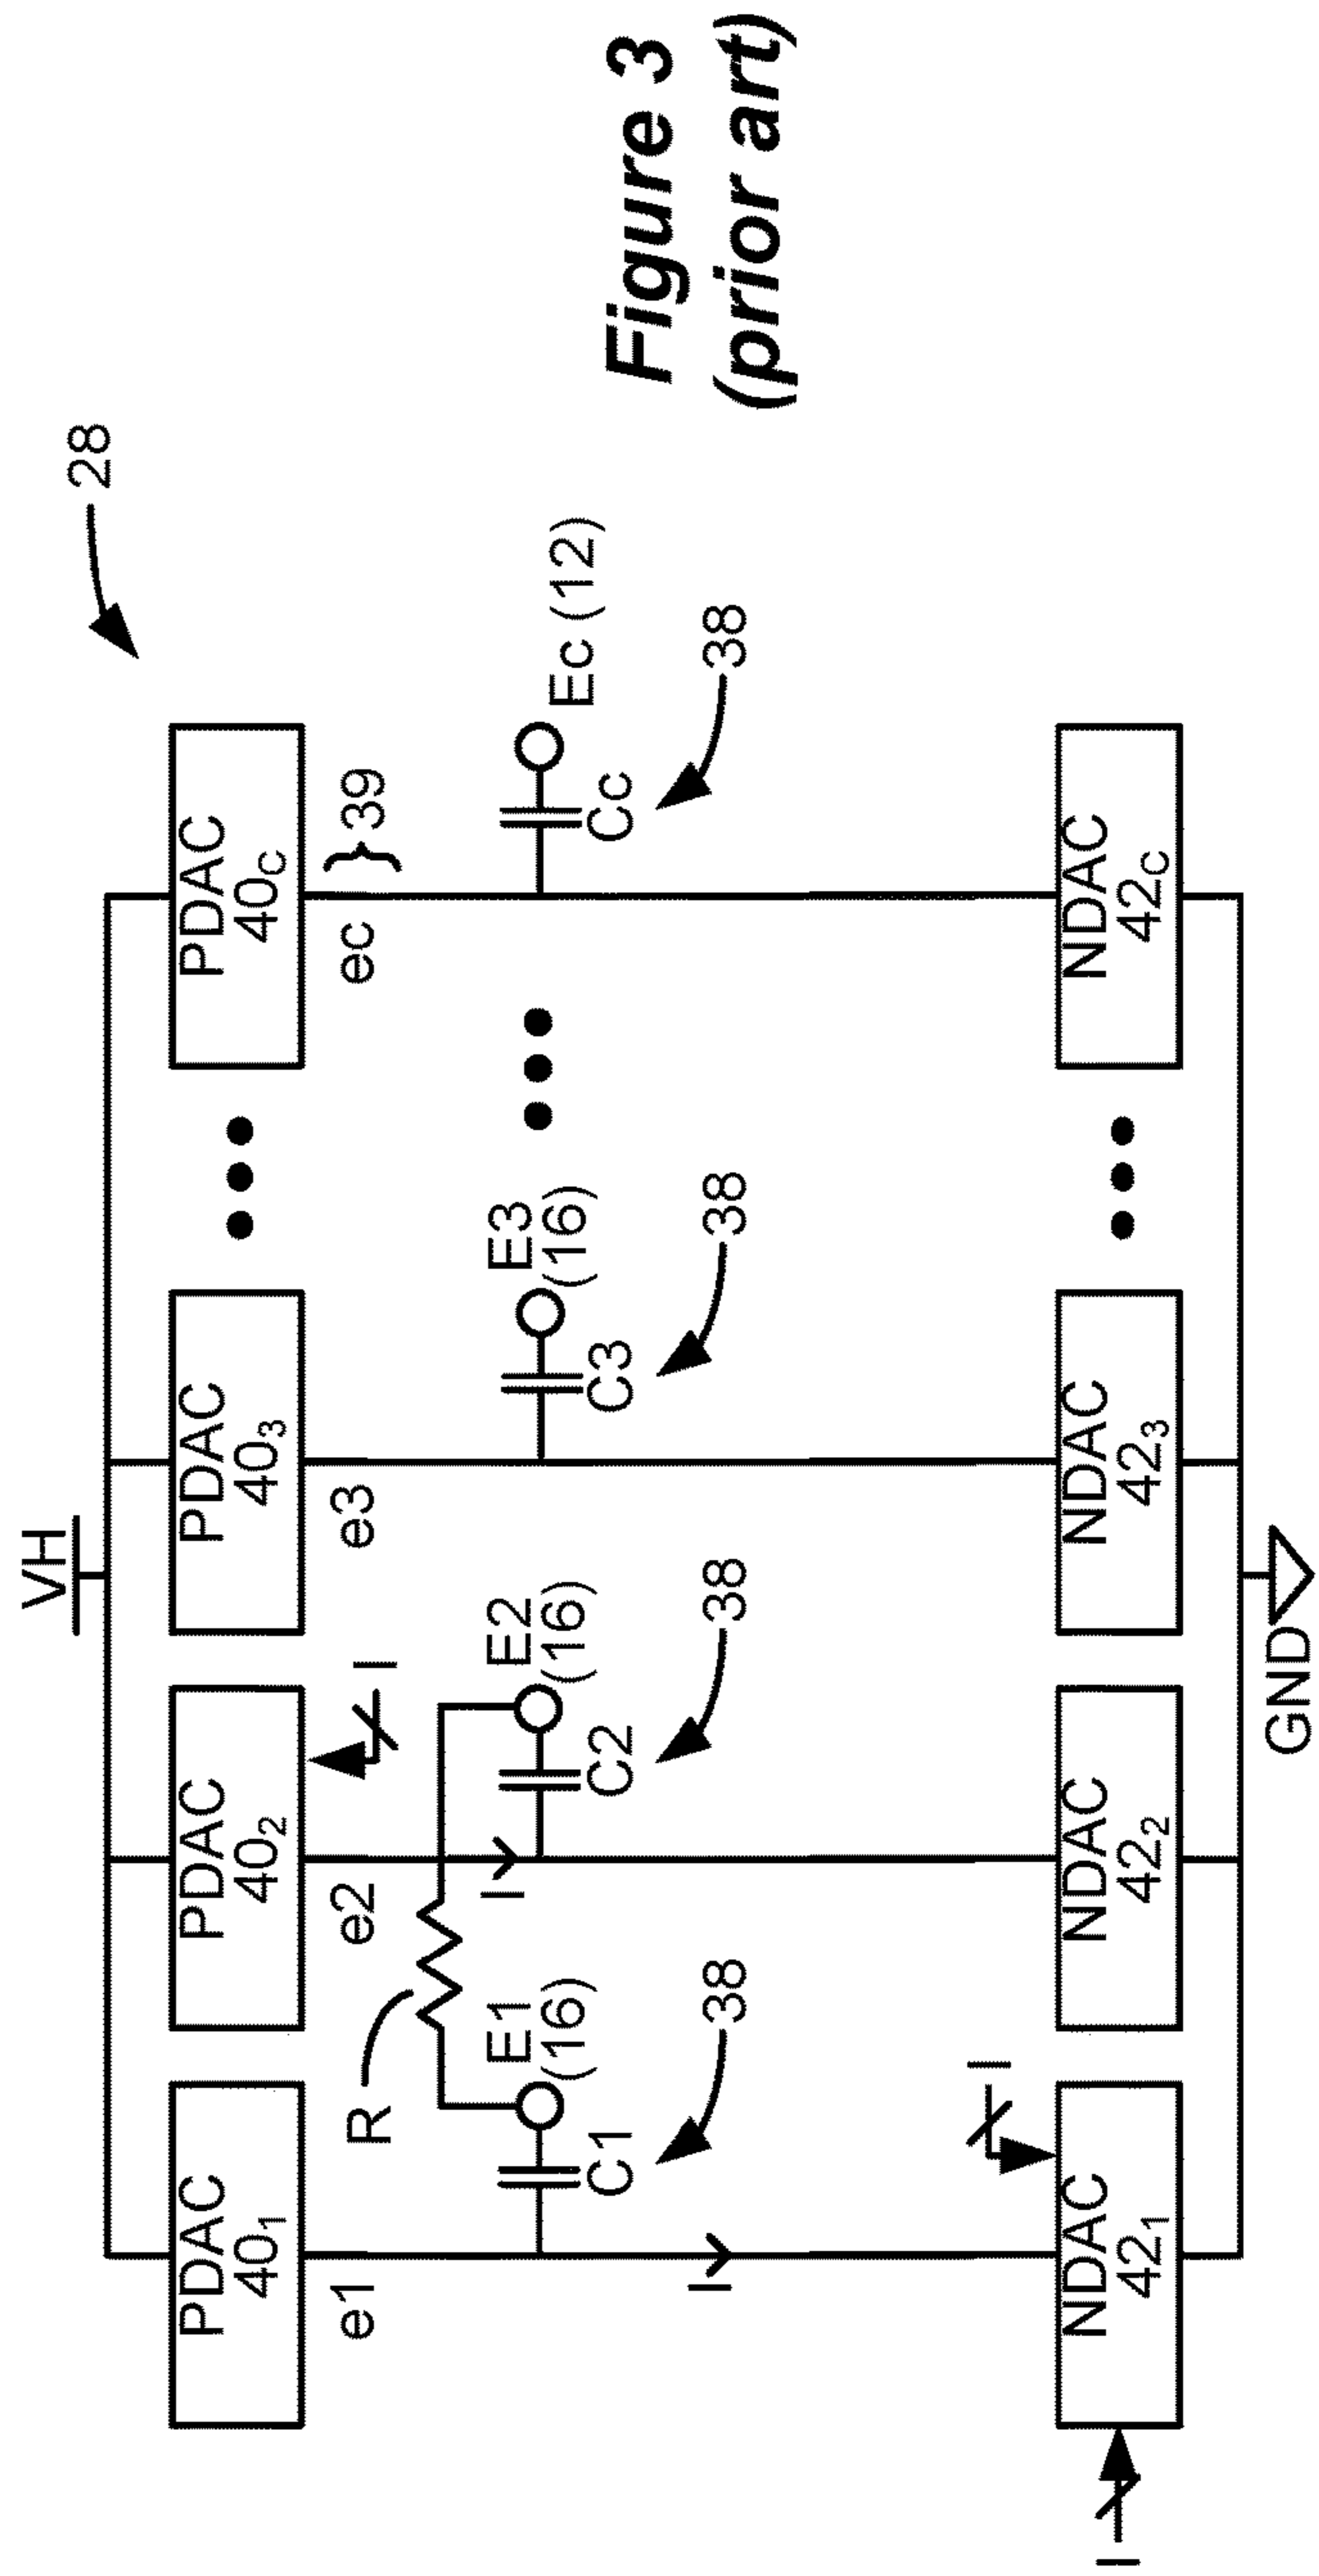 28
VH
PDAC
40₁
PDAC
40₂
PDAC
40₃
PDAC
40C
I
e1
e2
e3
ec
}39
R
I
E1
(16)
E2
(16)
E3
(16)
Ec (12)
C1
C2
C3
Cc
38
38
38
38
I
I
I
NDAC
42₁
NDAC
42₂
NDAC
42₃
NDAC
42C
GND
Figure 3
(prior art)